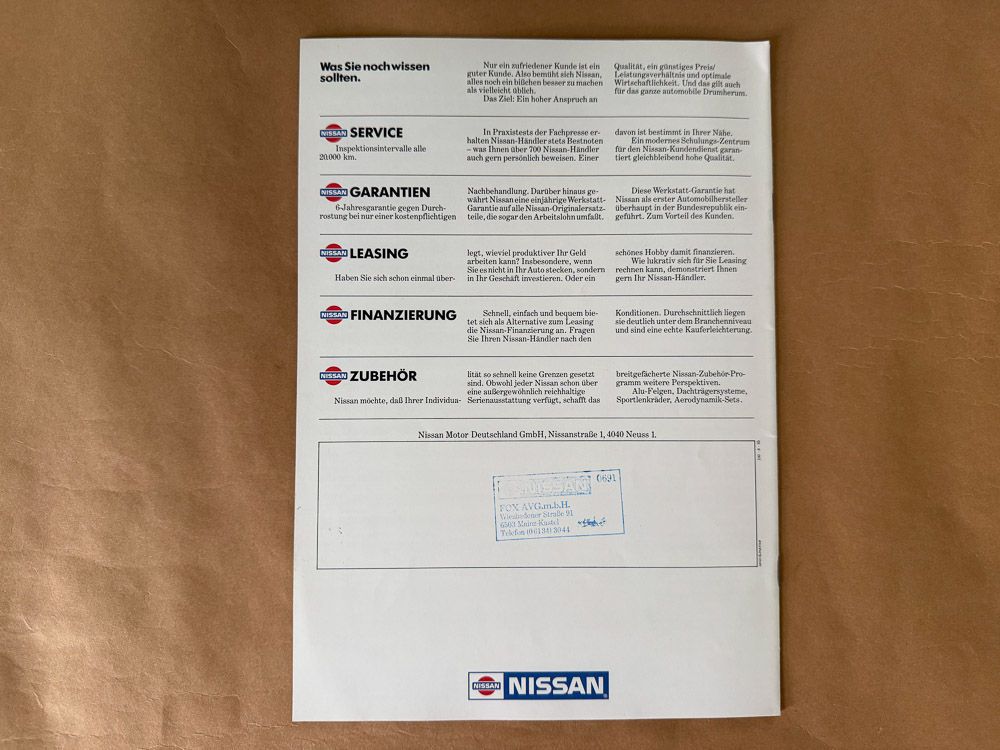 Was Sie noch wissen
sollten.
Nur ein zufriedener Kunde ist ein
guter Kunde. Also bemüht sich Nissan,
alles noch ein bißchen besser zu machen
als vielleicht üblich.
Das Ziel: Ein hoher Anspruch an
Qualität, ein günstiges Preis/
Leistungsverhältnis und optimale
Wirtschaftlichkeit. Und das gilt auch
für das ganze automobile Drumherum.
NISSAN SERVICE
Inspektionsintervalle alle
20.000 km.
In Praxistests der Fachpresse er-
halten Nissan-Händler stets Bestnoten
– was Ihnen über 700 Nissan-Händler
auch gern persönlich beweisen. Einer
davon ist bestimmt in Ihrer Nähe.
Ein modernes Schulungs-Zentrum
für den Nissan-Kundendienst garan-
tiert gleichbleibend hohe Qualität.
NISSAN GARANTIEN
6-Jahresgarantie gegen Durch-
rostung bei nur einer kostenpflichtigen
Nachbehandlung. Darüber hinaus ge-
währt Nissan eine einjährige Werkstatt-
Garantie auf alle Nissan-Originalersatz-
teile, die sogar den Arbeitslohn umfaßt.
Diese Werkstatt-Garantie hat
Nissan als erster Automobilhersteller
überhaupt in der Bundesrepublik ein-
geführt. Zum Vorteil des Kunden.
NISSAN LEASING
Haben Sie sich schon einmal über-
legt, wieviel produktiver Ihr Geld
arbeiten kann? Insbesondere, wenn
Sie es nicht in Ihr Auto stecken, sondern
in Ihr Geschäft investieren. Oder ein
schönes Hobby damit finanzieren.
Wie lukrativ sich für Sie Leasing
rechnen kann, demonstriert Ihnen
gern Ihr Nissan-Händler.
NISSAN FINANZIERUNG
Schnell, einfach und bequem bie-
tet sich als Alternative zum Leasing
die Nissan-Finanzierung an. Fragen
Sie Ihren Nissan-Händler nach den
Konditionen. Durchschnittlich liegen
sie deutlich unter dem Branchenniveau
und sind eine echte Kauferleichterung.
NISSAN ZUBEHÖR
Nissan möchte, daß Ihrer Individua-
lität so schnell keine Grenzen gesetzt
sind. Obwohl jeder Nissan schon über
eine außergewöhnlich reichhaltige
Serienausstattung verfügt, schafft das
breitgefächerte Nissan-Zubehör-Pro-
gramm weitere Perspektiven.
Alu-Felgen, Dachträgersysteme,
Sportlenkräder, Aerodynamik-Sets.
Nissan Motor Deutschland GmbH, Nissanstraße 1, 4040 Neuss 1.
NISSAN 0691
FOX AVG.m.b.H.
Wiesbadener Straße 91
6503 Mainz-Kastel
Telefon (06134) 3044
NISSAN NISSAN